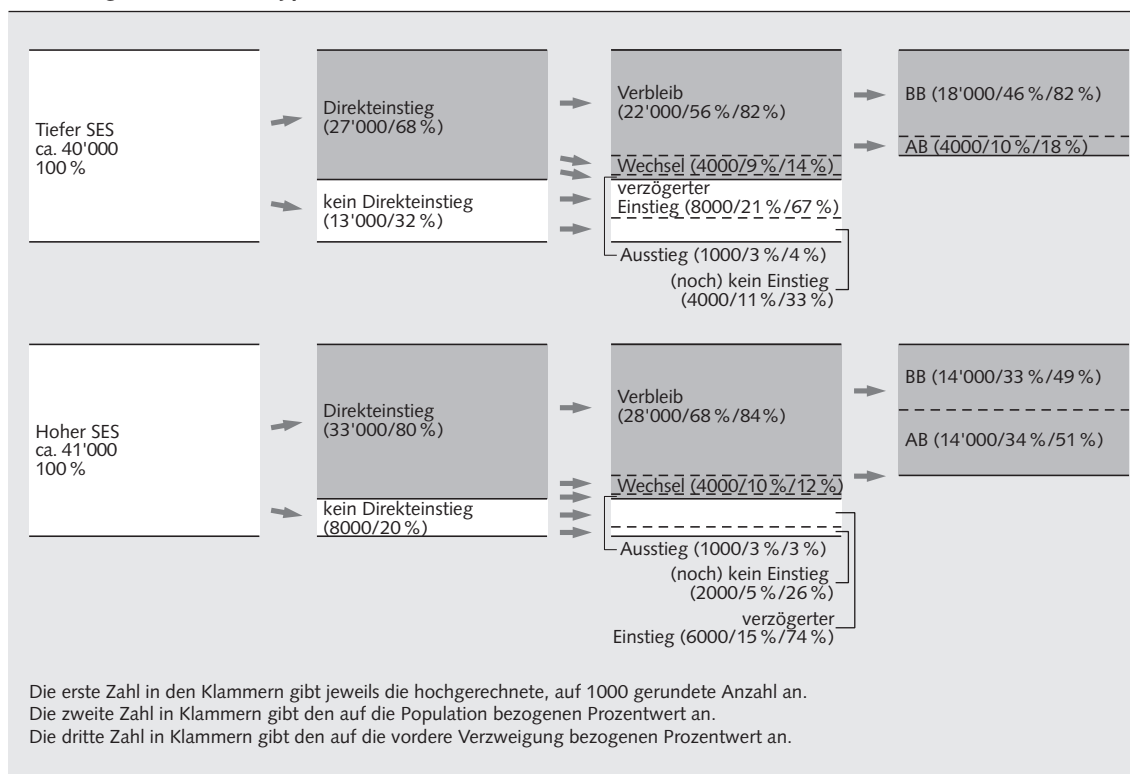 Tiefer SES
ca. 40'000
100 %
Direkteinstieg
(27'000/68 %)
kein Direkteinstieg
(13'000/32 %)
Verbleib
(22'000/56 %/82 %)
Wechsel (4000/9 %/14 %)
verzögerter
Einstieg (8000/21 %/67 %)
Ausstieg (1000/3 %/4 %)
(noch) kein Einstieg
(4000/11 %/33 %)
BB (18'000/46 %/82 %)
AB (4000/10 %/18 %)
Hoher SES
ca. 41'000
100 %
Direkteinstieg
(33'000/80 %)
kein Direkteinstieg
(8000/20 %)
Verbleib
(28'000/68 %/84 %)
Wechsel (4000/10 %/12 %)
Ausstieg (1000/3 %/3 %)
(noch) kein Einstieg
(2000/5 %/26 %)
verzögerter
Einstieg (6000/15 %/74 %)
BB (14'000/33 %/49 %)
AB (14'000/34 %/51 %)
Die erste Zahl in den Klammern gibt jeweils die hochgerechnete, auf 1000 gerundete Anzahl an.
Die zweite Zahl in Klammern gibt den auf die Population bezogenen Prozentwert an.
Die dritte Zahl in Klammern gibt den auf die vordere Verzweigung bezogenen Prozentwert an.